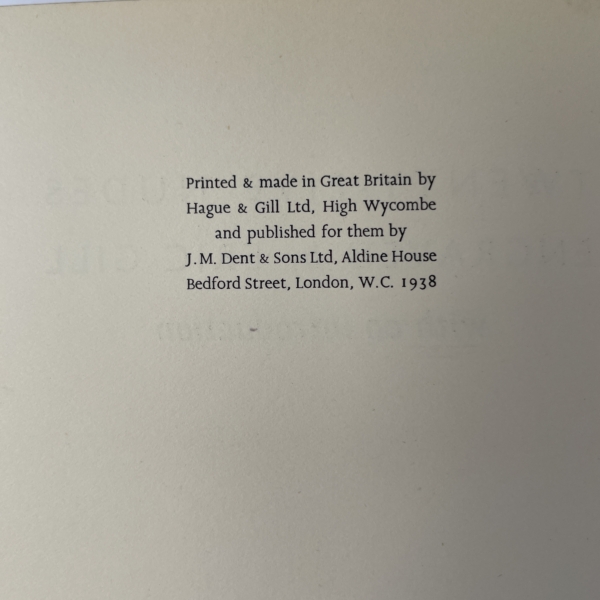 Printed & made in Great Britain by
Hague & Gill Ltd, High Wycombe
and published for them by
J. M. Dent & Sons Ltd, Aldine House
Bedford Street, London, W.C. 1938